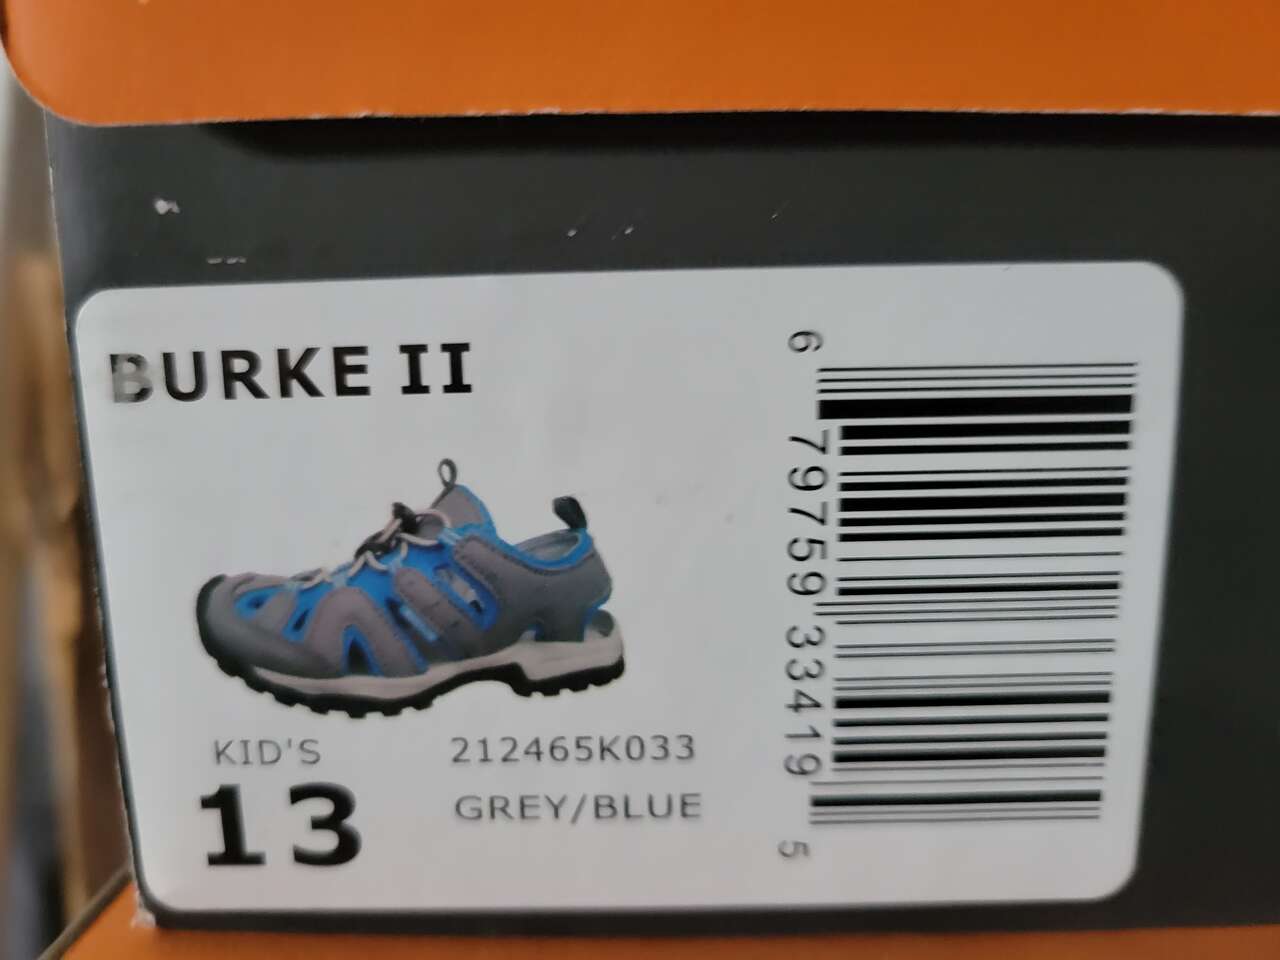 BURKE II
KID'S
13
212465K033
GREY/BLUE
6 79759 33419 5